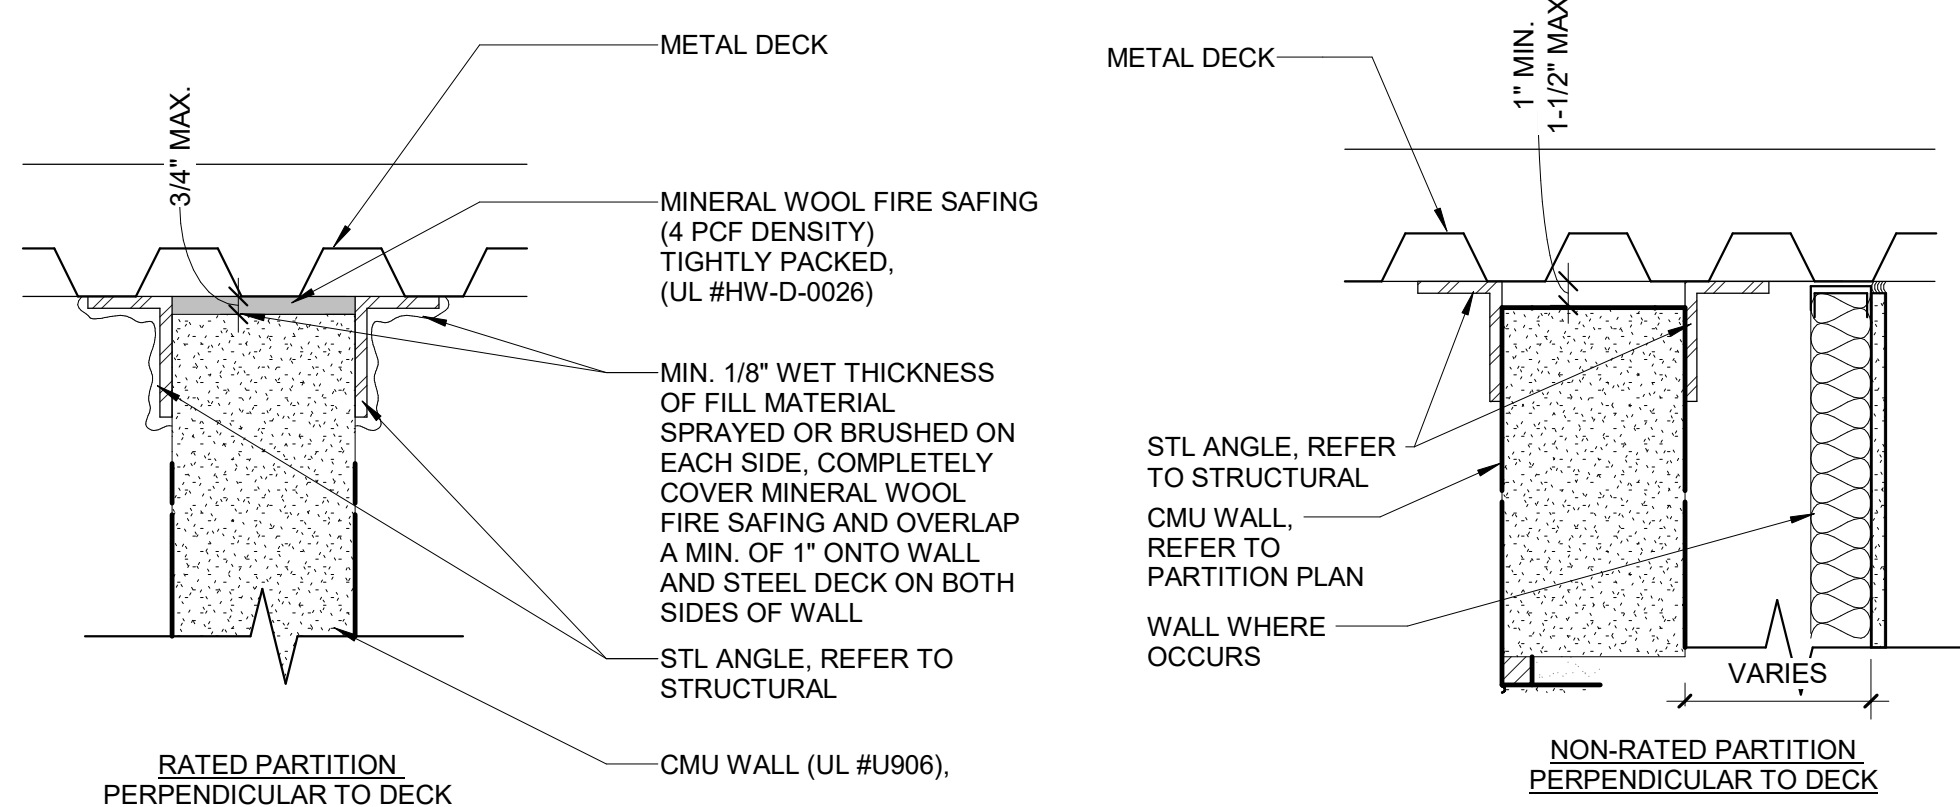 METAL DECK
3/4" MAX.
MINERAL WOOL FIRE SAFING
(4 PCF DENSITY)
TIGHTLY PACKED,
(UL #HW-D-0026)
MIN. 1/8" WET THICKNESS
OF FILL MATERIAL
SPRAYED OR BRUSHED ON
EACH SIDE, COMPLETELY
COVER MINERAL WOOL
FIRE SAFING AND OVERLAP
A MIN. OF 1" ONTO WALL
AND STEEL DECK ON BOTH
SIDES OF WALL
STL ANGLE, REFER TO
STRUCTURAL
CMU WALL (UL #U906),
RATED PARTITION
PERPENDICULAR TO DECK
METAL DECK
1" MIN.
1-1/2" MAX
STL ANGLE, REFER
TO STRUCTURAL
CMU WALL,
REFER TO
PARTITION PLAN
WALL WHERE
OCCURS
VARIES
NON-RATED PARTITION
PERPENDICULAR TO DECK